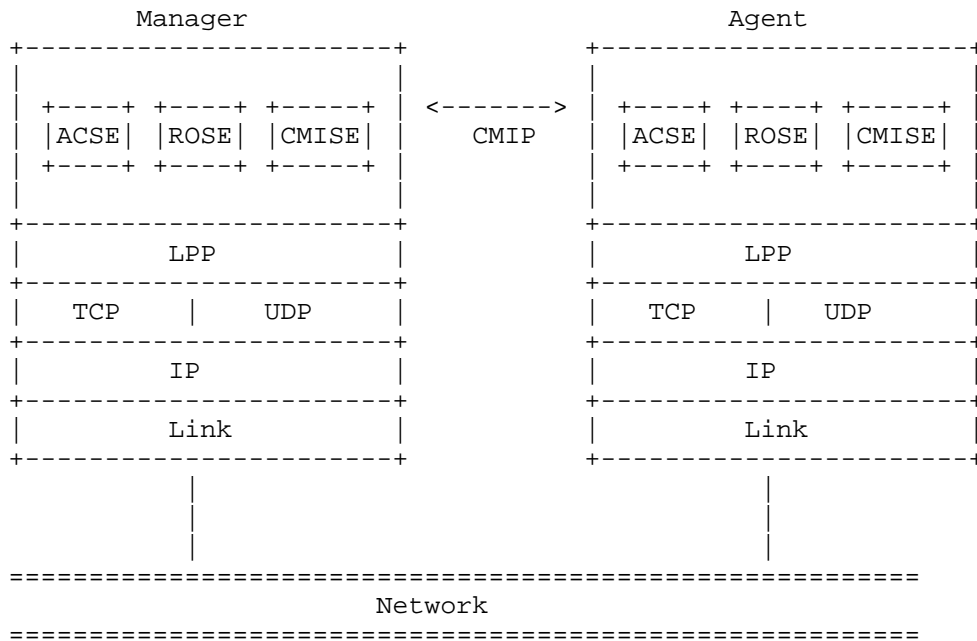 Manager Agent
<-------> 
ACSE ROSE CMISE CMIP ACSE ROSE CMISE
LPP LPP
TCP UDP TCP UDP
IP IP
Link Link
Network